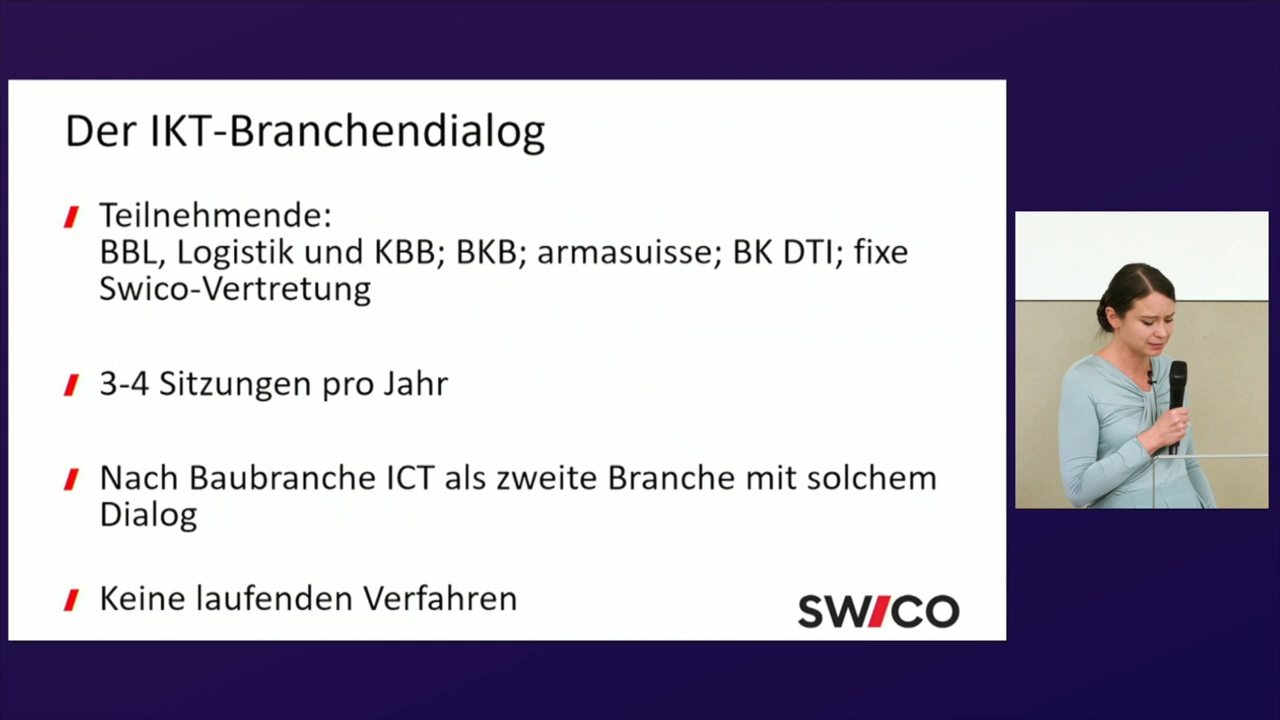 Der IKT-Branchendialog
Teilnehmende:
BBL, Logistik und KBB; BKB; armasuisse; BK DTI; fixe
Swico-Vertretung
3-4 Sitzungen pro Jahr
Nach Baubranche ICT als zweite Branche mit solchem
Dialog
Keine laufenden Verfahren
SWICO